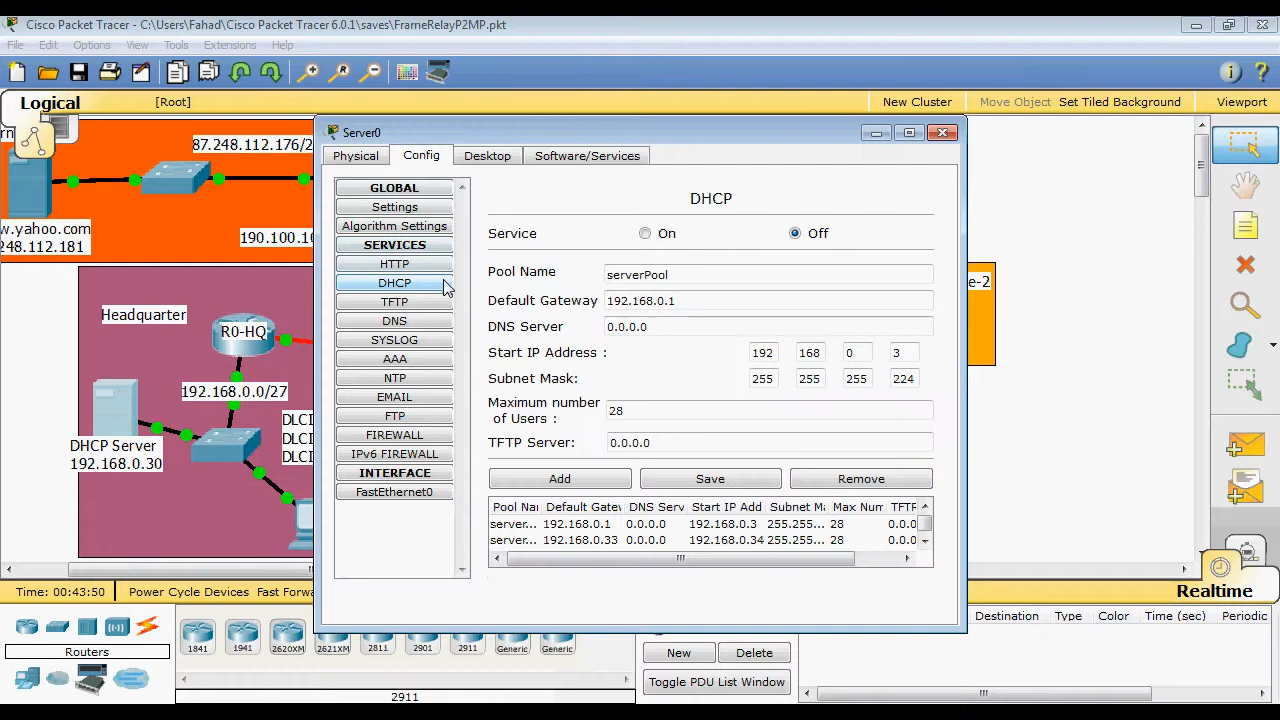 Cisco Packet Tracer - C:\Users\Fahad\Cisco Packet Tracer 6.0.1\saves\FrameRelayP2MP.pkt
File Edit Options View Tools Extensions Help
Logical [Root] New Cluster Move Object Set Tiled Background Viewport
87.248.112.176/2
w.yahoo.com
248.112.181
190.100.16
Headquarter
R0-HQ
192.168.0.0/27
DHCP Server
192.168.0.30
DLCI
DLCI
DLCI
e-2
Server0
Physical Config Desktop Software/Services
GLOBAL
Settings
Algorithm Settings
SERVICES
HTTP
DHCP
TFTP
DNS
SYSLOG
AAA
NTP
EMAIL
FTP
FIREWALL
IPv6 FIREWALL
INTERFACE
FastEthernet0
DHCP
Service On Off
Pool Name serverPool
Default Gateway 192.168.0.1
DNS Server 0.0.0.0
Start IP Address : 192 168 0 3
Subnet Mask: 255 255 255 224
Maximum number
of Users : 28
TFTP Server: 0.0.0.0
Add Save Remove
Pool Na Default Gatew DNS Serv Start IP Add Subnet Ma Max Num TFTP
server... 192.168.0.1 0.0.0.0 192.168.0.3 255.255... 28 0.0.0
server... 192.168.0.33 0.0.0.0 192.168.0.34 255.255... 28 0.0.0
Time: 00:43:50 Power Cycle Devices Fast Forwa
Realtime
Routers
1841 1941 2620XM 2621XM 2811 2901 2911 Generic Generic
2911
New Delete
Toggle PDU List Window
Destination Type Color Time (sec) Periodic